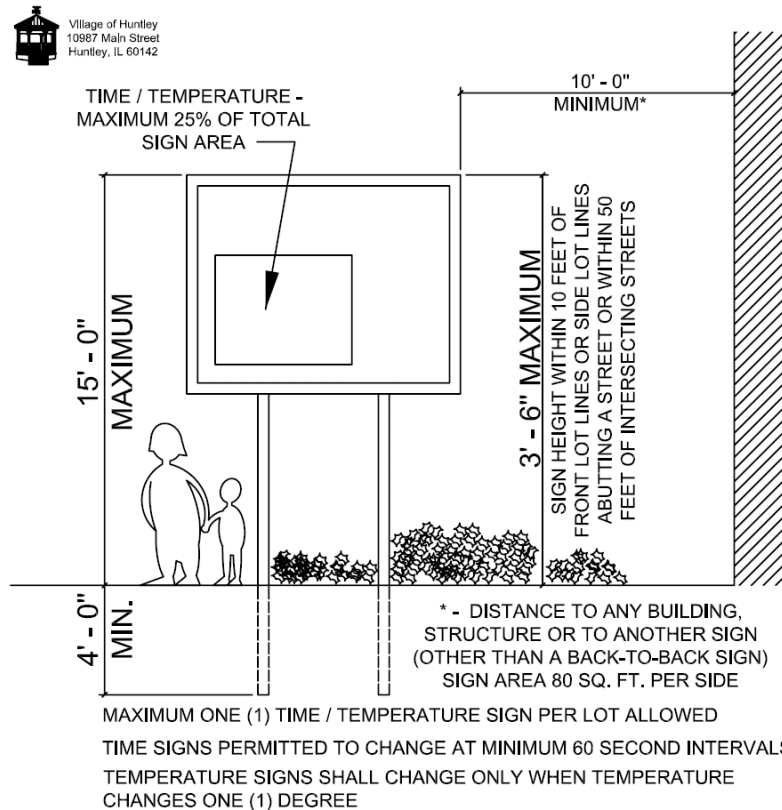 Village of Huntley
10987 Main Street
Huntley, IL 60142
TIME / TEMPERATURE -
MAXIMUM 25% OF TOTAL
SIGN AREA
10' - 0"
MINIMUM*
15' - 0"
MAXIMUM
3' - 6" MAXIMUM
SIGN HEIGHT WITHIN 10 FEET OF
FRONT LOT LINES OR SIDE LOT LINES
ABUTTING A STREET OR WITHIN 50
FEET OF INTERSECTING STREETS
4' - 0"
MIN.
* - DISTANCE TO ANY BUILDING,
STRUCTURE OR TO ANOTHER SIGN
(OTHER THAN A BACK-TO-BACK SIGN)
SIGN AREA 80 SQ. FT. PER SIDE
MAXIMUM ONE (1) TIME / TEMPERATURE SIGN PER LOT ALLOWED
TIME SIGNS PERMITTED TO CHANGE AT MINIMUM 60 SECOND INTERVALS
TEMPERATURE SIGNS SHALL CHANGE ONLY WHEN TEMPERATURE
CHANGES ONE (1) DEGREE